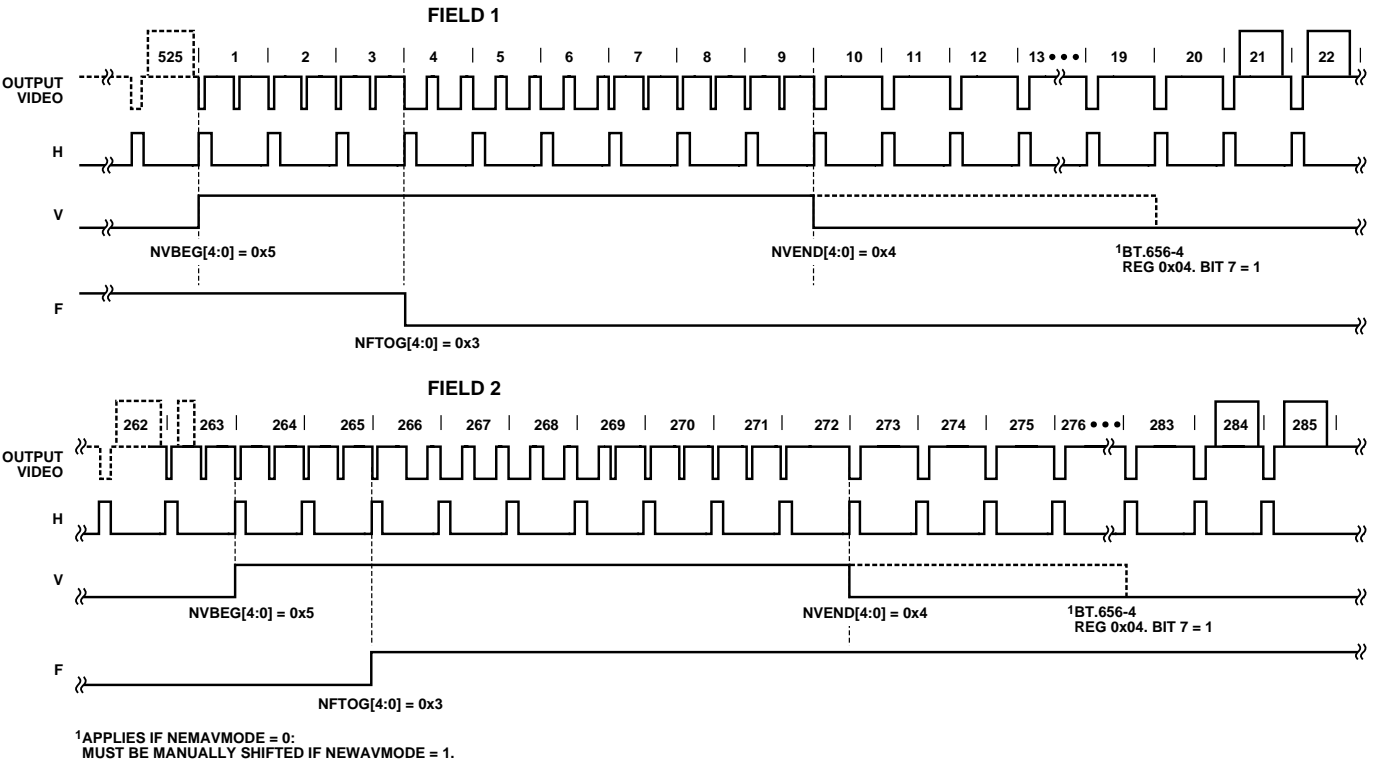 FIELD 1
525 1 2 3 4 5 6 7 8 9 10 11 12 13 ••• 19 20 21 22
OUTPUT
VIDEO
H
V
NVBEG[4:0] = 0x5 NVEND[4:0] = 0x4 1BT.656-4
REG 0x04. BIT 7 = 1
F
NFTOG[4:0] = 0x3
FIELD 2
262 263 264 265 266 267 268 269 270 271 272 273 274 275 276 ••• 283 284 285
OUTPUT
VIDEO
H
V
NVBEG[4:0] = 0x5 NVEND[4:0] = 0x4 1BT.656-4
REG 0x04. BIT 7 = 1
F
NFTOG[4:0] = 0x3
1APPLIES IF NEMAVMODE = 0:
MUST BE MANUALLY SHIFTED IF NEWAVMODE = 1.